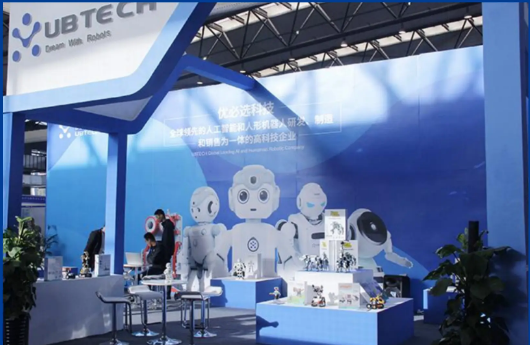 UBTECH
Dream With Robots
优必选科技
全球领先的人工智能和人形机器人研发、制造
和销售为一体的高科技企业